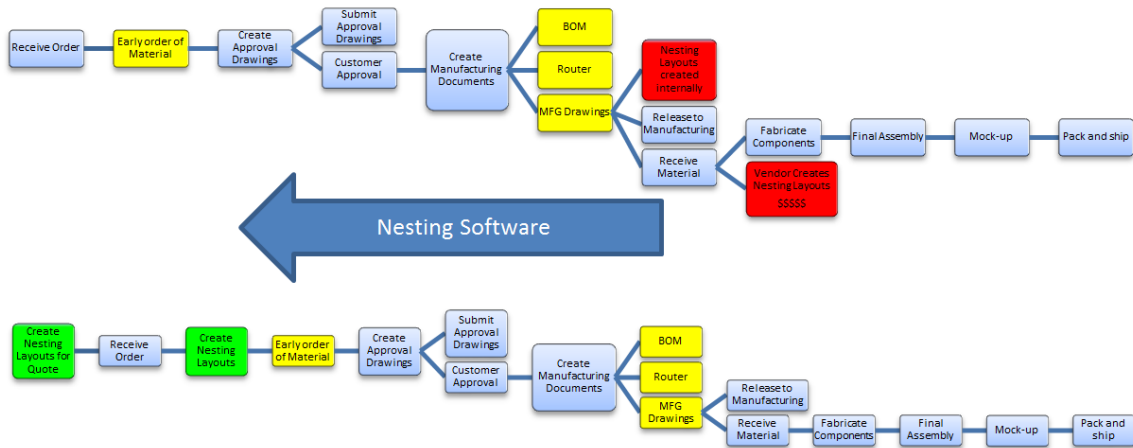 Receive Order
Early order of
Material
Create
Approval
Drawings
Submit
Approval
Drawings
Customer
Approval
Create
Manufacturing
Documents
BOM
Router
MFG Drawings
Nesting
Layouts
created
internally
Release to
Manufacturing
Receive
Material
Fabricate
Components
Vendor Creates
Nesting Layouts
$$$$$
Final Assembly
Mock-up
Pack and ship
Nesting Software
Create
Nesting
Layouts for
Quote
Receive
Order
Create
Nesting
Layouts
Early order
of Material
Create
Approval
Drawings
Submit
Approval
Drawings
Customer
Approval
Create
Manufacturing
Documents
BOM
Router
MFG
Drawings
Release to
Manufacturing
Receive
Material
Fabricate
Components
Final
Assembly
Mock-up
Pack and
ship